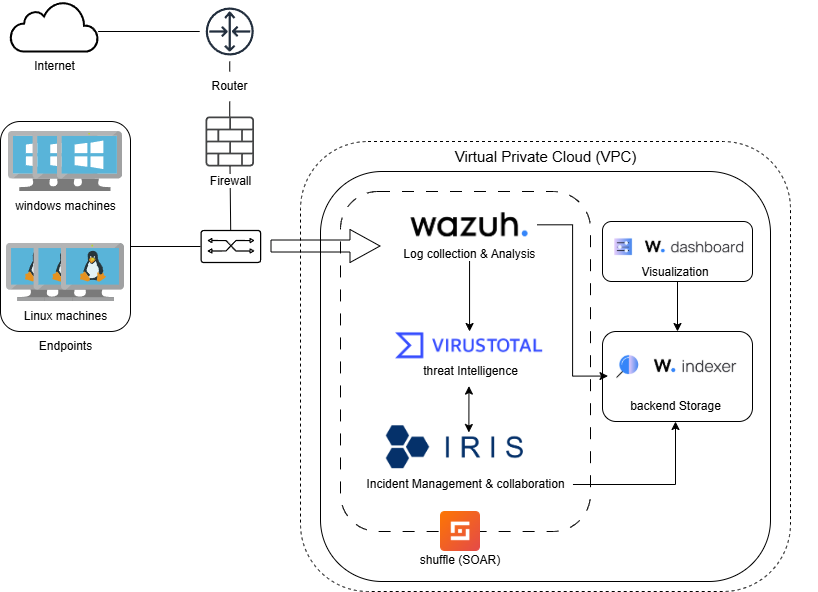 Internet
Router
Firewall
windows machines
Linux machines
Endpoints
Virtual Private Cloud (VPC)
wazuh.
Log collection & Analysis
VIRUSTOTAL
threat Intelligence
IRIS
Incident Management & collaboration
shuffle (SOAR)
W. dashboard
Visualization
W. indexer
backend Storage